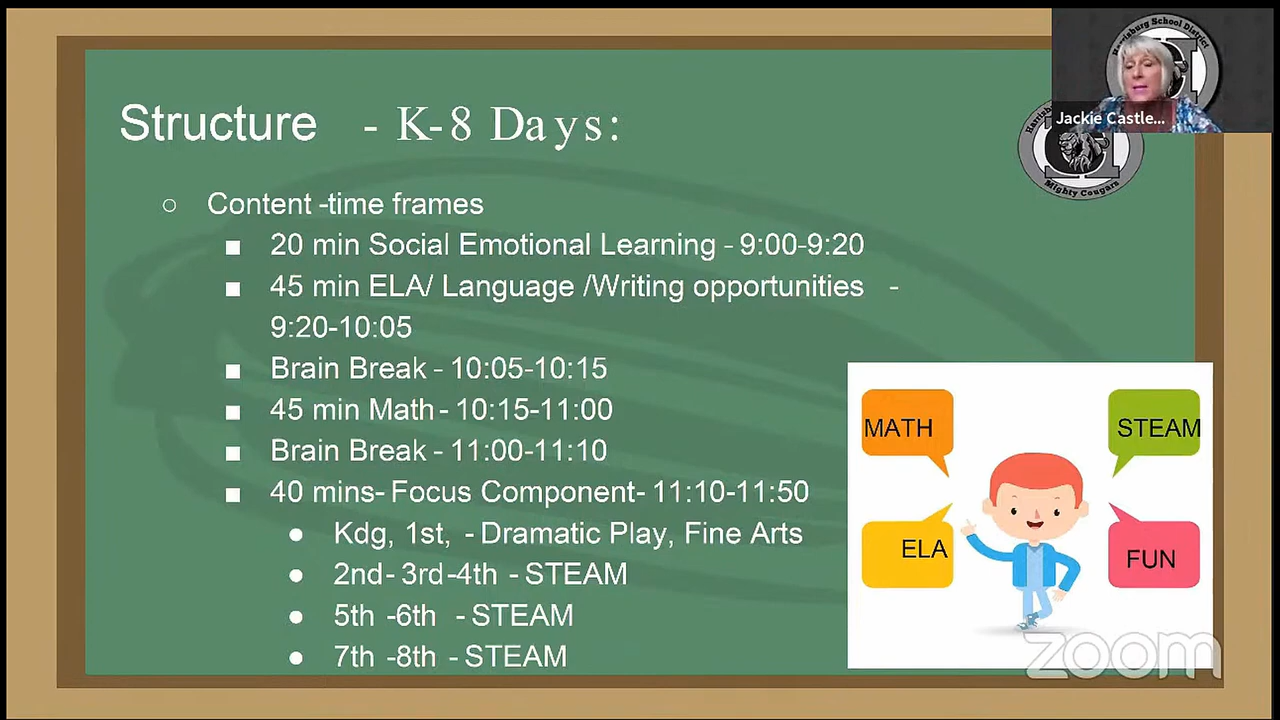 Harrisburg School District
Jackie Castle...
Structure - K-8 Days:
Mighty Cougars
○ Content -time frames
■ 20 min Social Emotional Learning - 9:00-9:20
■ 45 min ELA/ Language /Writing opportunities -
9:20-10:05
■ Brain Break - 10:05-10:15
■ 45 min Math - 10:15-11:00
■ Brain Break - 11:00-11:10
■ 40 mins- Focus Component- 11:10-11:50
● Kdg, 1st, - Dramatic Play, Fine Arts
● 2nd- 3rd-4th - STEAM
● 5th -6th - STEAM
● 7th -8th - STEAM
MATH
STEAM
ELA
FUN
zoom